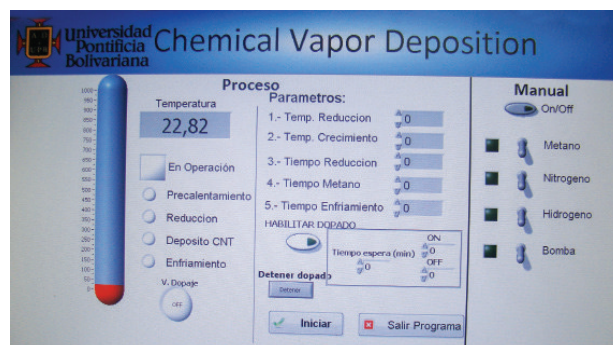 Universidad
Pontificia
Bolivariana
Chemical Vapor Deposition
Proceso
Temperatura
22,82
En Operación
Precalentamiento
Reduccion
Deposito CNT
Enfriamiento
V. Dopaje
OFF
Parametros:
1.- Temp. Reduccion 0
2.- Temp. Crecimiento 0
3.- Tiempo Reduccion 0
4.- Tiempo Metano 0
5.- Tiempo Enfriamiento 0
HABILITAR DOPADO
Tiempo espera (min)
0
ON
0
OFF
0
Detener dopado
Detener
Iniciar
Salir Programa
Manual
On/Off
Metano
Nitrogeno
Hidrogeno
Bomba